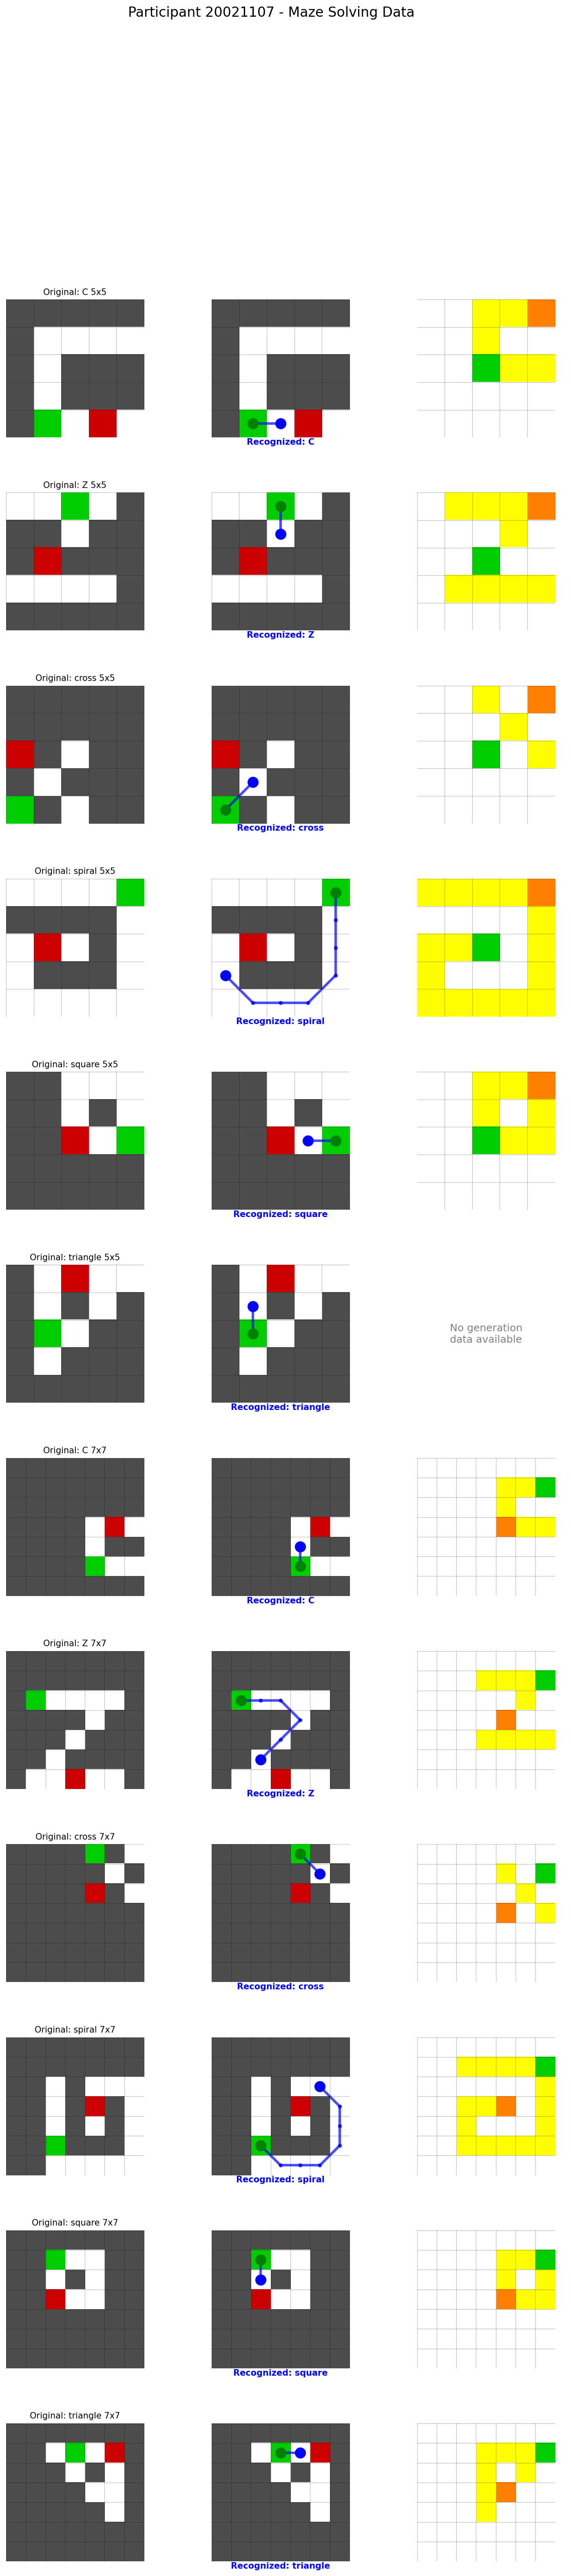 Participant 20021107 - Maze Solving Data
Original: C 5x5
Recognized: C
Original: Z 5x5
Recognized: Z
Original: cross 5x5
Recognized: cross
Original: spiral 5x5
Recognized: spiral
Original: square 5x5
Recognized: square
Original: triangle 5x5
No generation
data available
Recognized: triangle
Original: C 7x7
Recognized: C
Original: Z 7x7
Recognized: Z
Original: cross 7x7
Recognized: cross
Original: spiral 7x7
Recognized: spiral
Original: square 7x7
Recognized: square
Original: triangle 7x7
Recognized: triangle